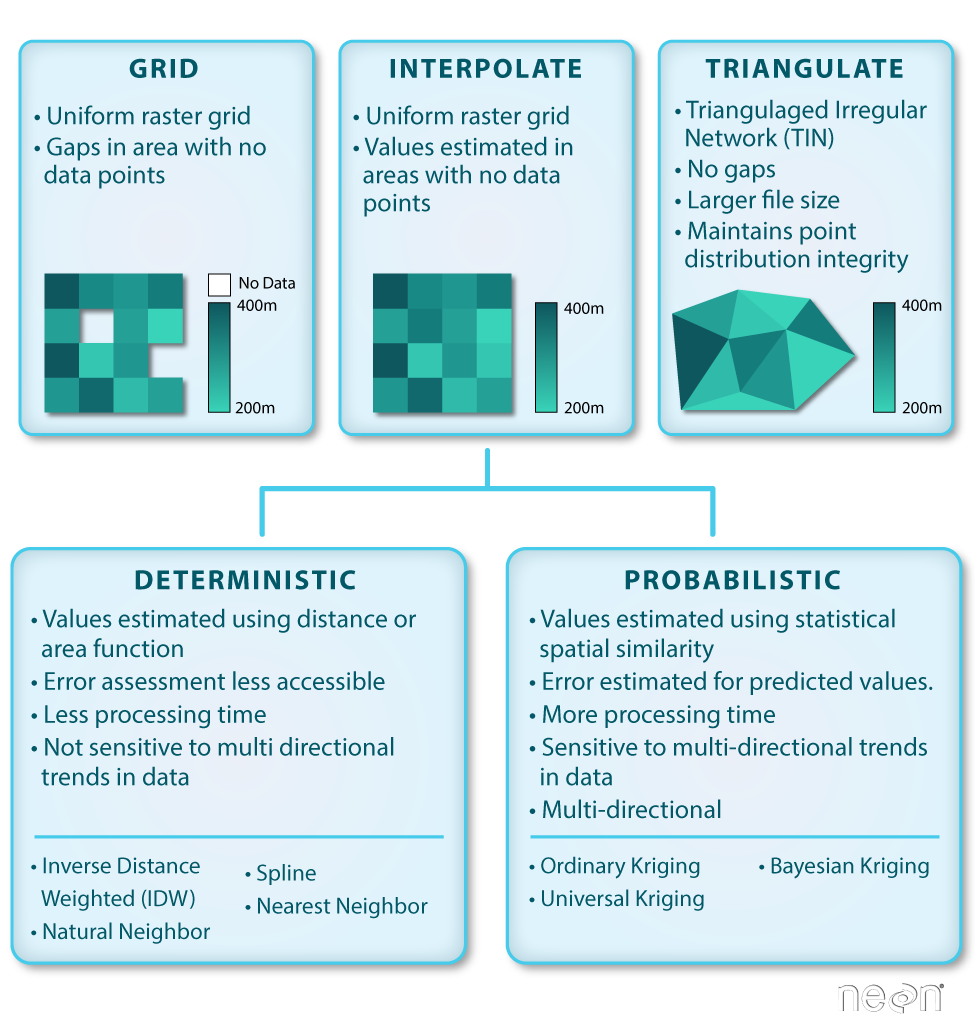 GRID
• Uniform raster grid
• Gaps in area with no
data points
No Data
400m
200m
INTERPOLATE
• Uniform raster grid
• Values estimated in
areas with no data
points
400m
200m
TRIANGULATE
• Triangulaged Irregular
Network (TIN)
• No gaps
• Larger file size
• Maintains point
distribution integrity
400m
200m
DETERMINISTIC
• Values estimated using distance or
area function
• Error assessment less accessible
• Less processing time
• Not sensitive to multi directional
trends in data
• Inverse Distance
Weighted (IDW)
• Natural Neighbor
• Spline
• Nearest Neighbor
PROBABILISTIC
• Values estimated using statistical
spatial similarity
• Error estimated for predicted values.
• More processing time
• Sensitive to multi-directional trends
in data
• Multi-directional
• Ordinary Kriging
• Universal Kriging
• Bayesian Kriging
neon